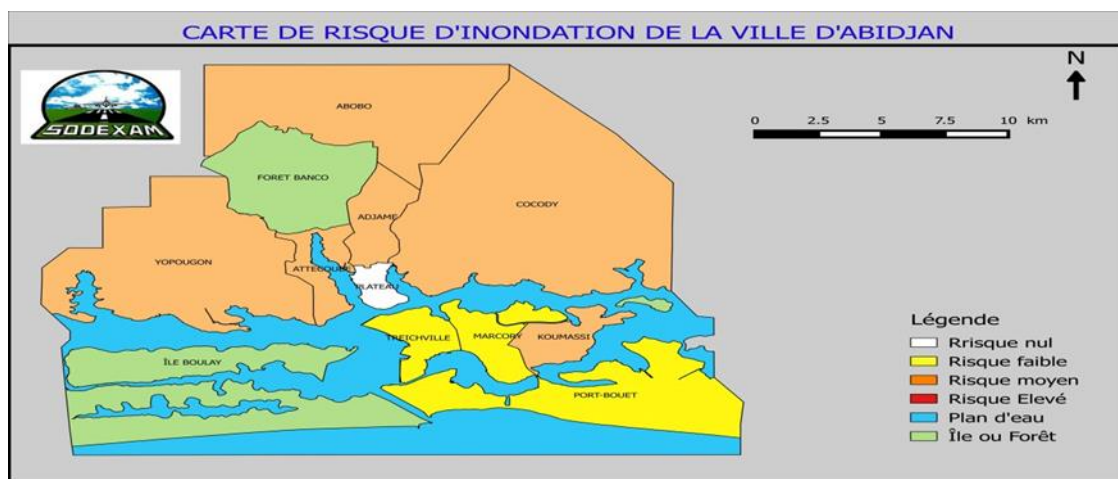 CARTE DE RISQUE D'INONDATION DE LA VILLE D'ABIDJAN
N
SODEXAM
0 2.5 5 7.5 10 km
ABOBO
FORET BANCO
ADJAME
COCODY
YOPOUGON
ATTECOUBE
PLATEAU
TREICHVILLE
MARCORY
KOUMASSI
ÎLE BOULAY
PORT-BOUET
Légende
Rrisque nul
Risque faible
Risque moyen
Risque Elevé
Plan d'eau
Île ou Forêt